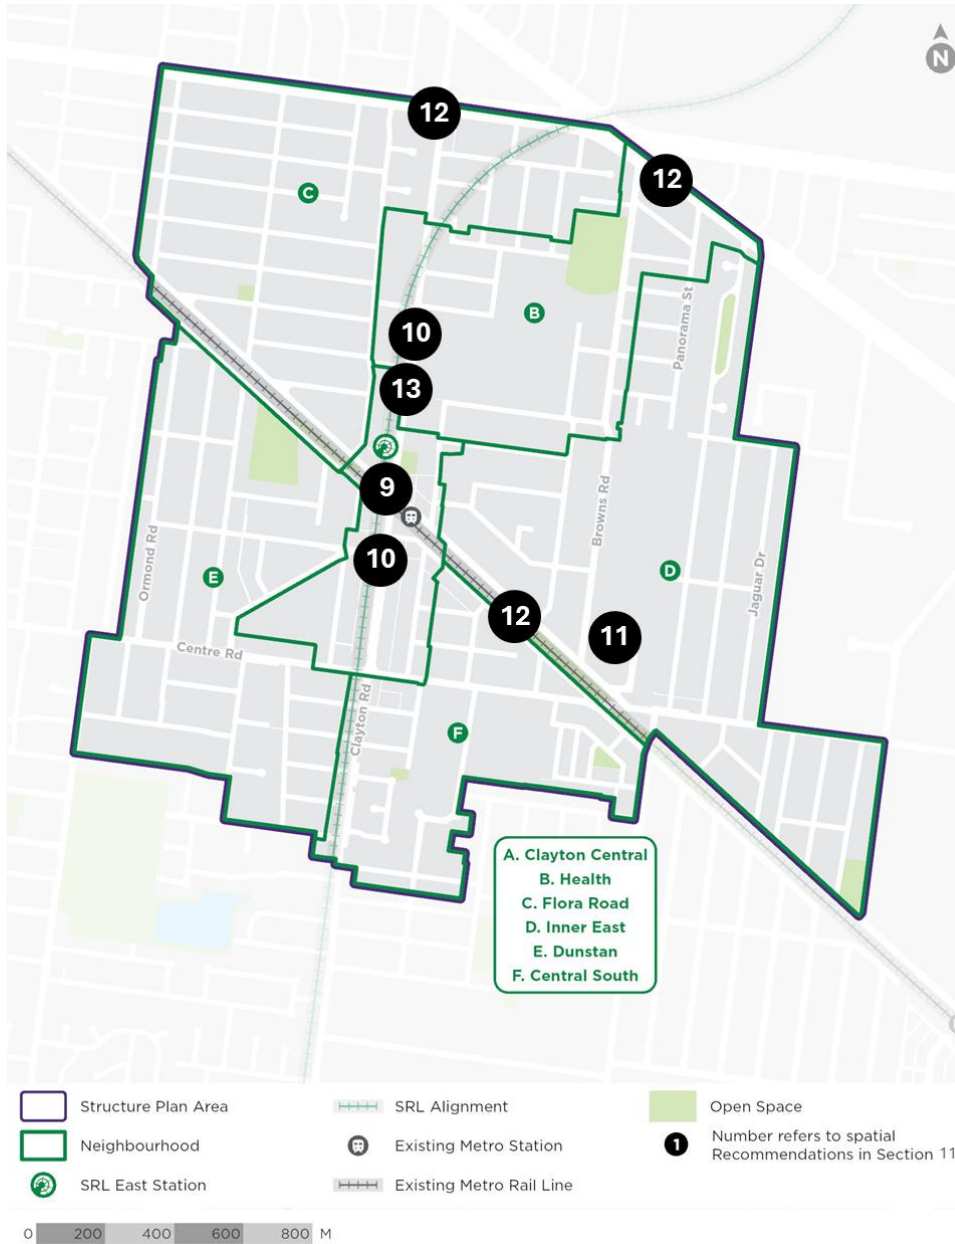 N
12
12
C
B
Panorama St
10
13
9
Browns Rd
Ormond Rd
10
E
D
Jaguar Dr
12
11
Centre Rd
Clayton Rd
F
A. Clayton Central
B. Health
C. Flora Road
D. Inner East
E. Dunstan
F. Central South
Structure Plan Area
SRL Alignment
Open Space
Neighbourhood
Existing Metro Station
1
Number refers to spatial
Recommendations in Section 11
SRL East Station
Existing Metro Rail Line
0 200 400 600 800 M